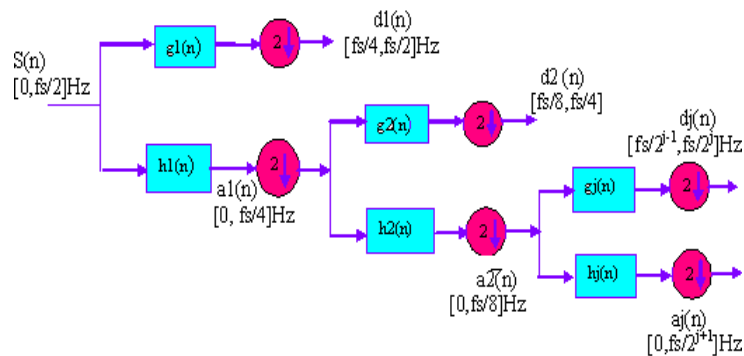 S(n)
[0,fs/2]Hz
g1(n)
2
d1(n)
[fs/4,fs/2]Hz
h1(n)
2
a1(n)
[0, fs/4]Hz
g2(n)
2
d2 (n)
[fs/8,fs/4]
h2(n)
2
a2(n)
[0,fs/8]Hz
gj(n)
2
dj(n)
[fs/2^j-1,fs/2^j]Hz
hj(n)
2
aj(n)
[0,fs/2^j+1]Hz